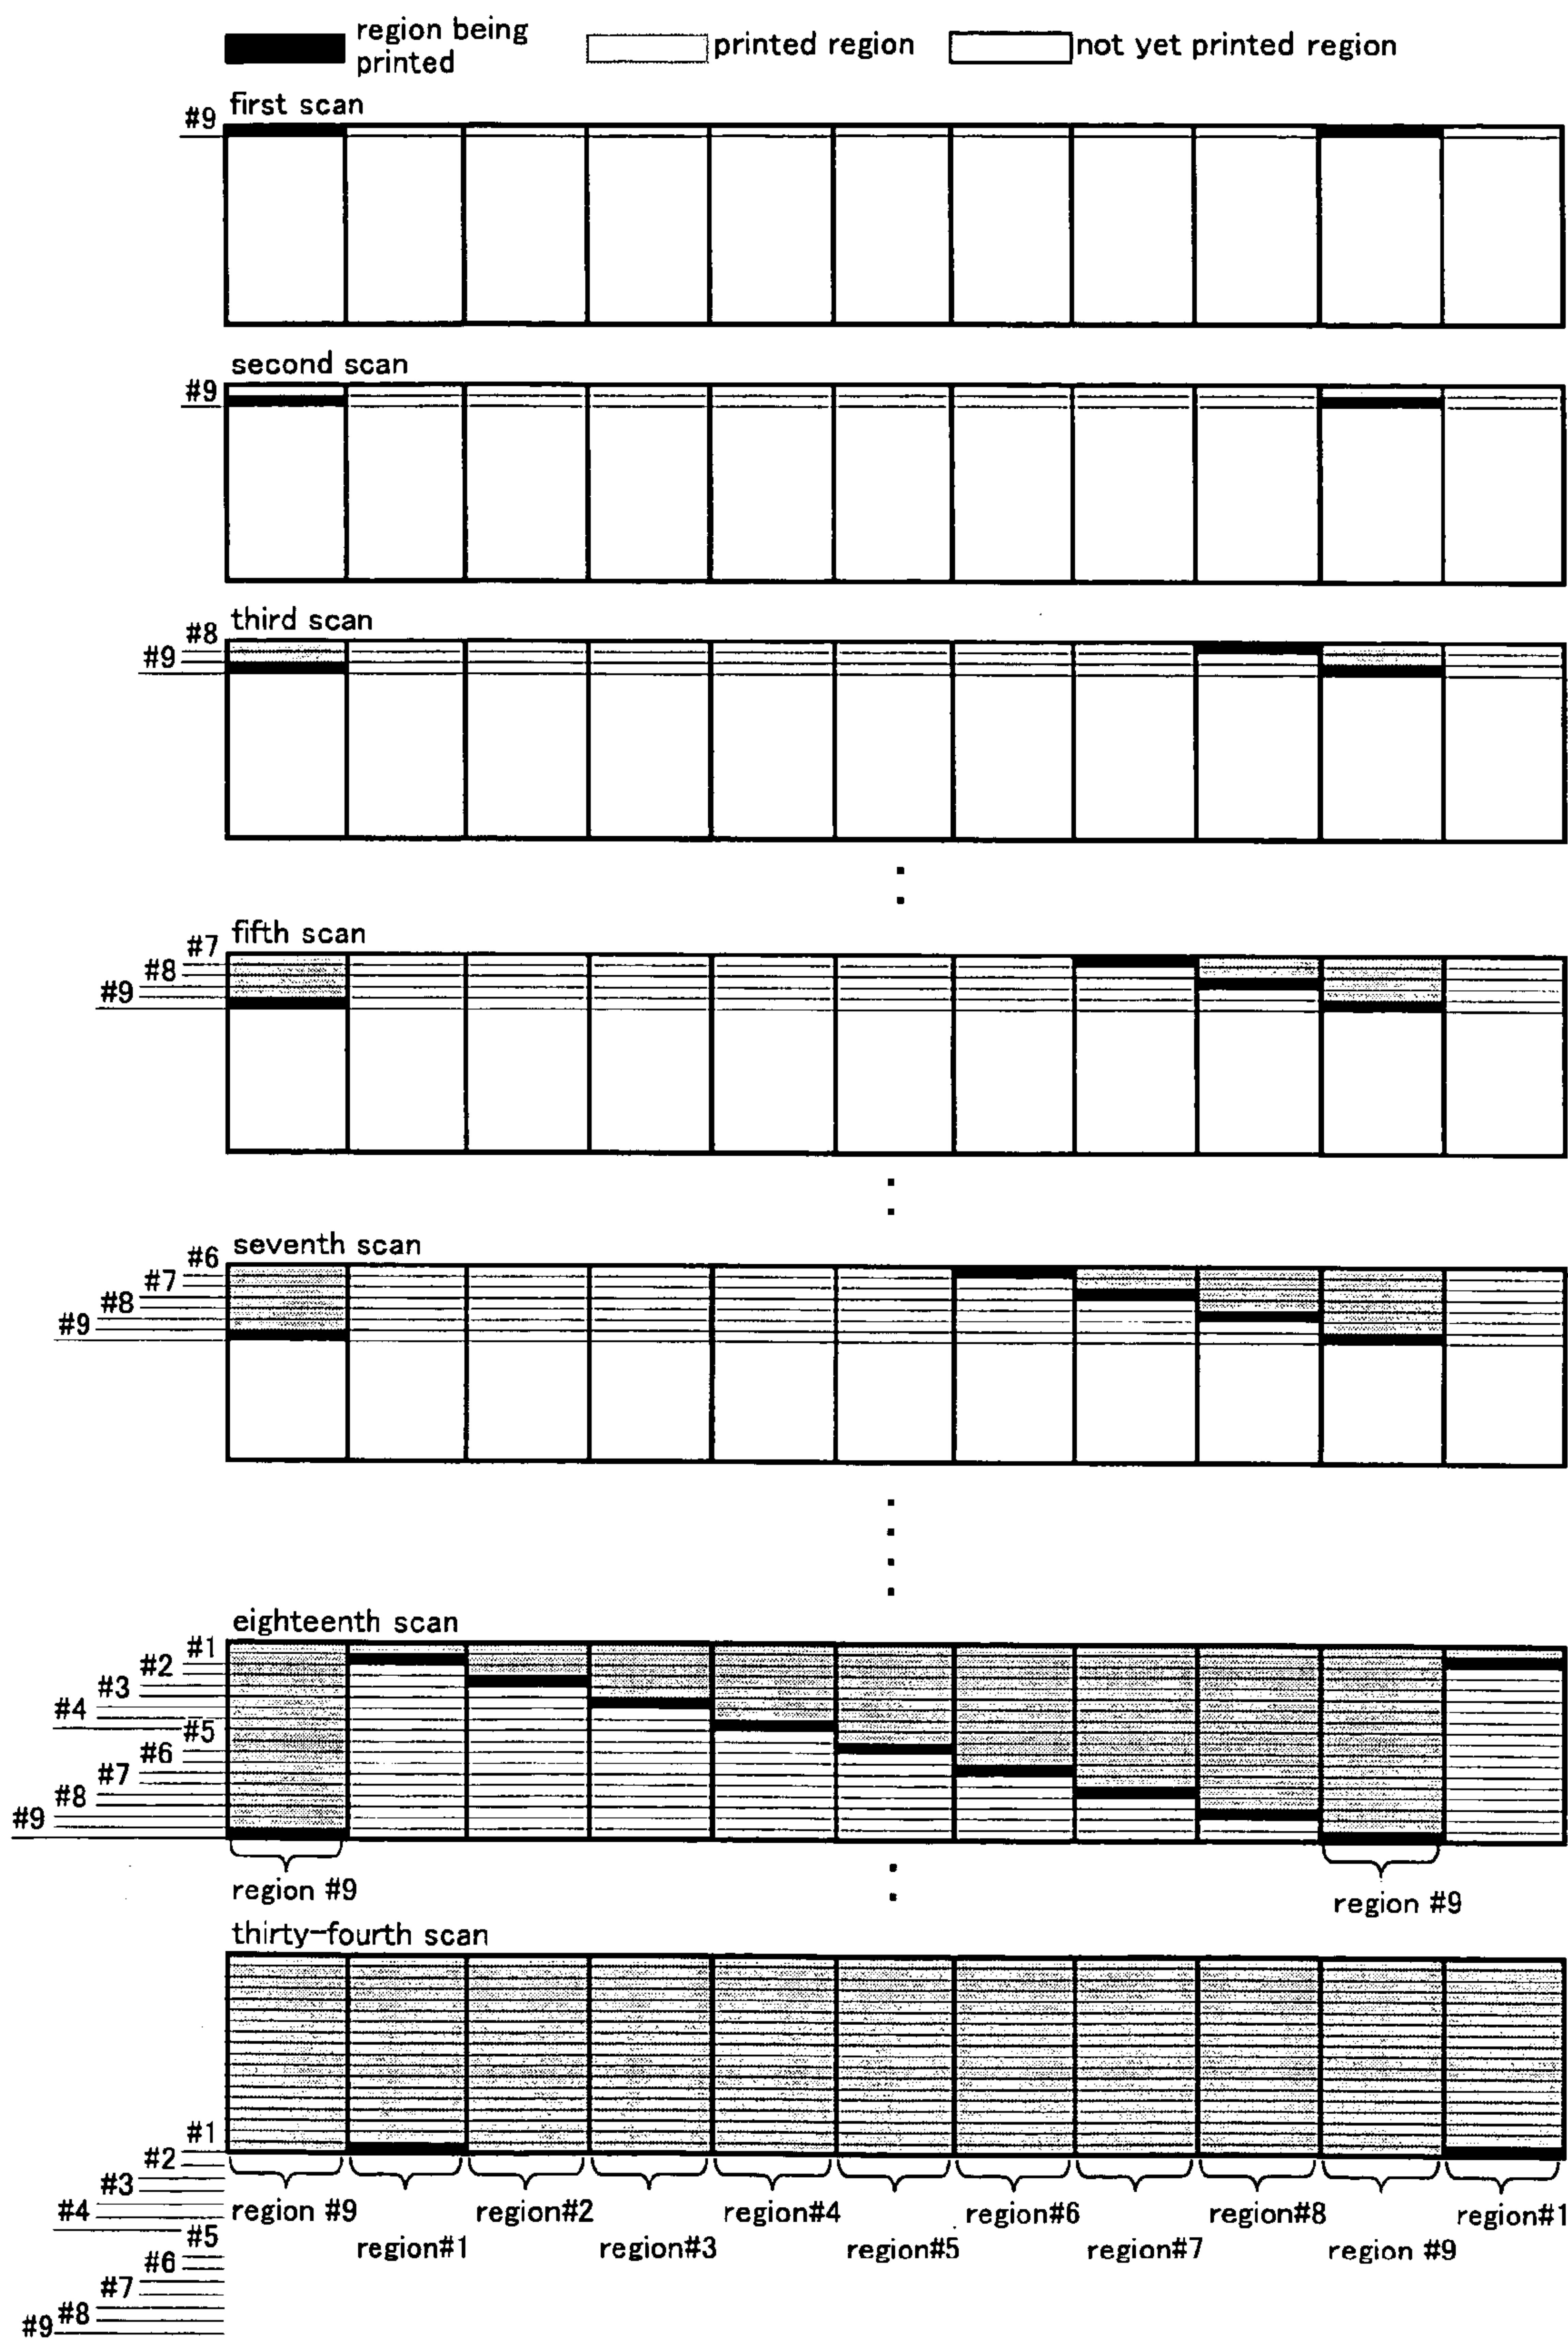 region being
printed
printed region
not yet printed region
first scan
#9
second scan
#9
third scan
#8
#9
fifth scan
#7
#8
#9
seventh scan
#6
#7
#8
#9
eighteenth scan
#1
#2
#3
#4
#5
#6
#7
#8
#9
region #9
region #9
thirty-fourth scan
#1
#2
#3
#4
#5
#6
#7
#8
#9
region #9
region#2
region#4
region#6
region#8
region#1
region#1
region#3
region#5
region#7
region #9